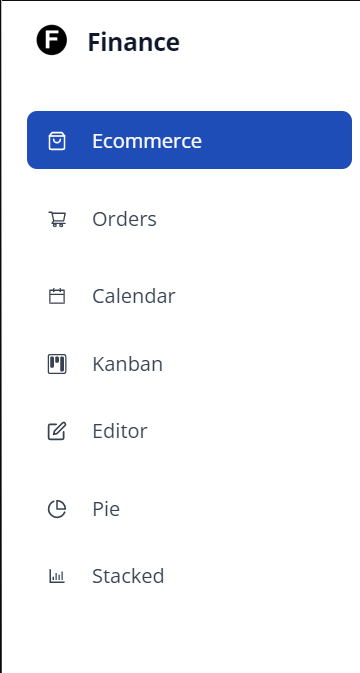 F Finance
Ecommerce
Orders
Calendar
Kanban
Editor
Pie
Stacked